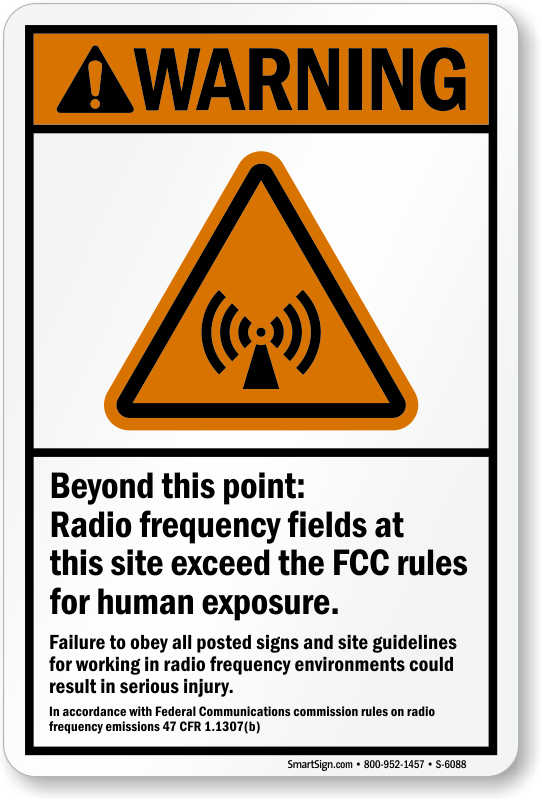 WARNING
Beyond this point:
Radio frequency fields at
this site exceed the FCC rules
for human exposure.
Failure to obey all posted signs and site guidelines
for working in radio frequency environments could
result in serious injury.
In accordance with Federal Communications commission rules on radio
frequency emissions 47 CFR 1.1307(b)
SmartSign.com • 800-952-1457 • S-6088